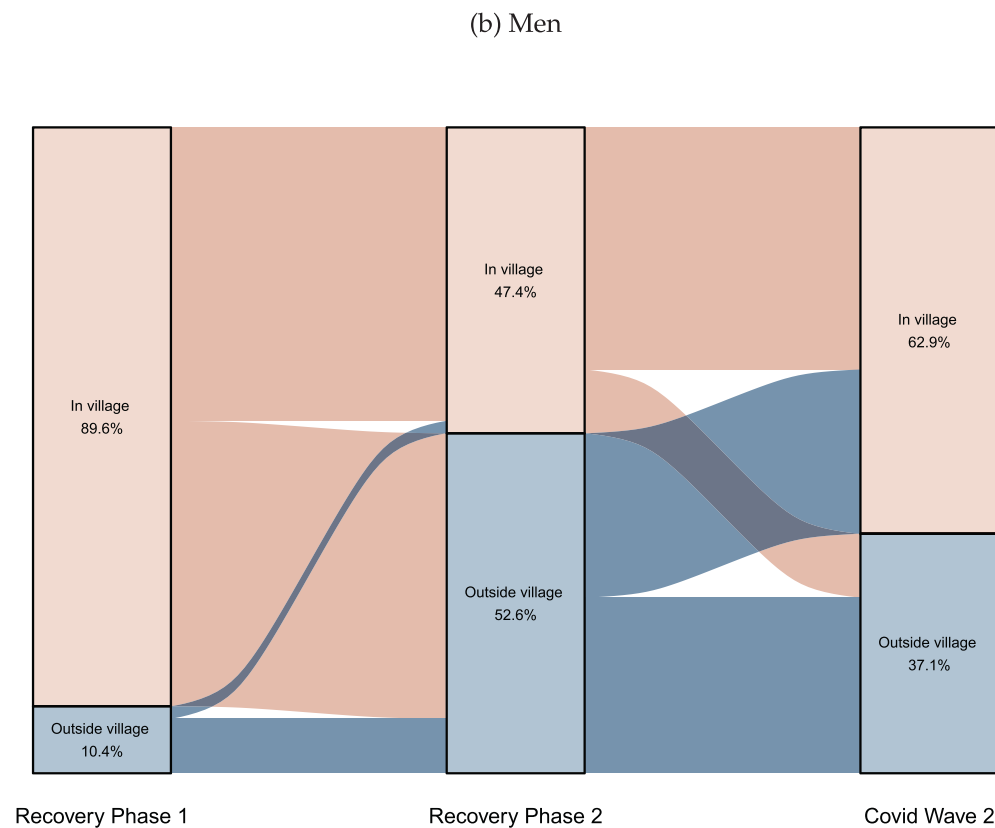 (b) Men
In village
89.6%
Outside village
10.4%
In village
47.4%
Outside village
52.6%
In village
62.9%
Outside village
37.1%
Recovery Phase 1
Recovery Phase 2
Covid Wave 2